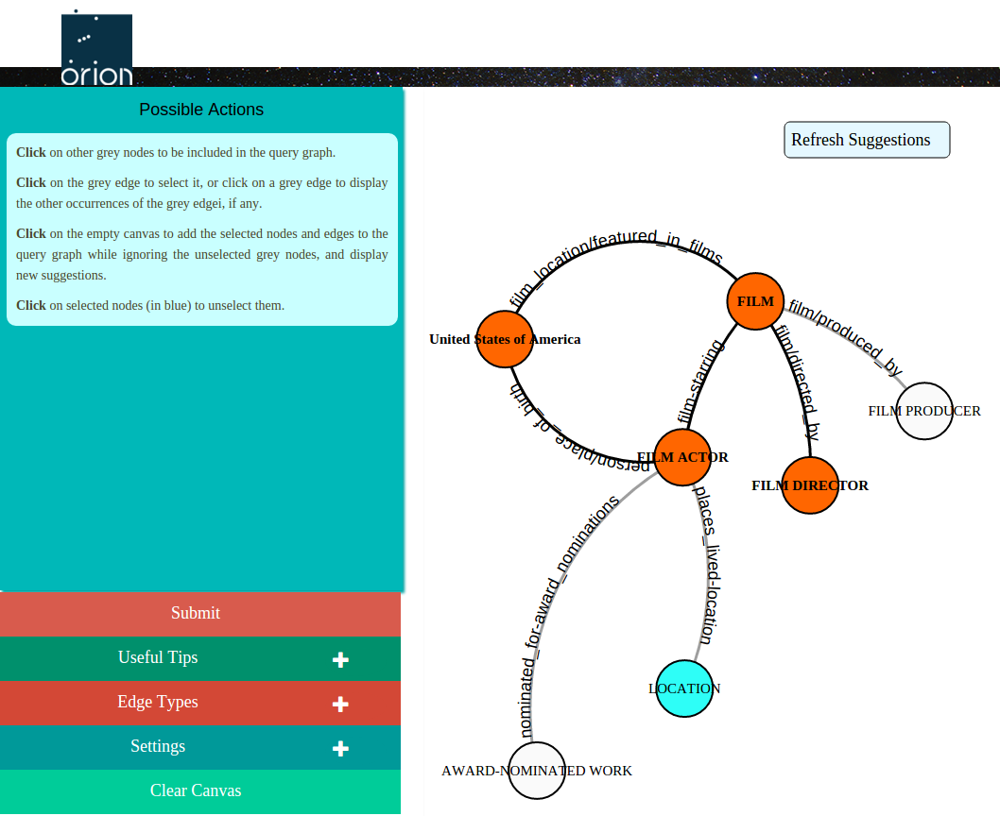 orion
Possible Actions
Click on other grey nodes to be included in the query graph.
Click on the grey edge to select it, or click on a grey edge to display
the other occurrences of the grey edgei, if any.
Click on the empty canvas to add the selected nodes and edges to the
query graph while ignoring the unselected grey nodes, and display
new suggestions.
Click on selected nodes (in blue) to unselect them.
Submit
Useful Tips
Edge Types
Settings
Clear Canvas
Refresh Suggestions
film_location/featured_in_films
FILM
film/produced_by
United States of America
film-starring
film/directed_by
FILM PRODUCER
person/place_of_birth
FILM ACTOR
FILM DIRECTOR
nominated_for-award_nominations
places_lived-location
LOCATION
AWARD-NOMINATED WORK